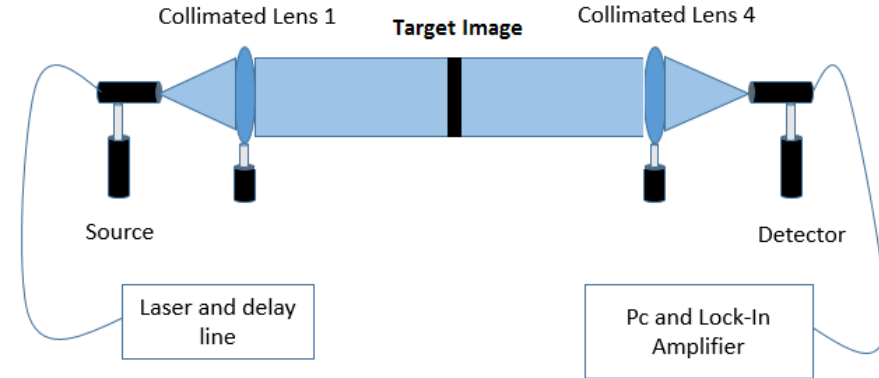 Collimated Lens 1
Target Image
Collimated Lens 4
Source
Detector
Laser and delay
line
Pc and Lock-In
Amplifier